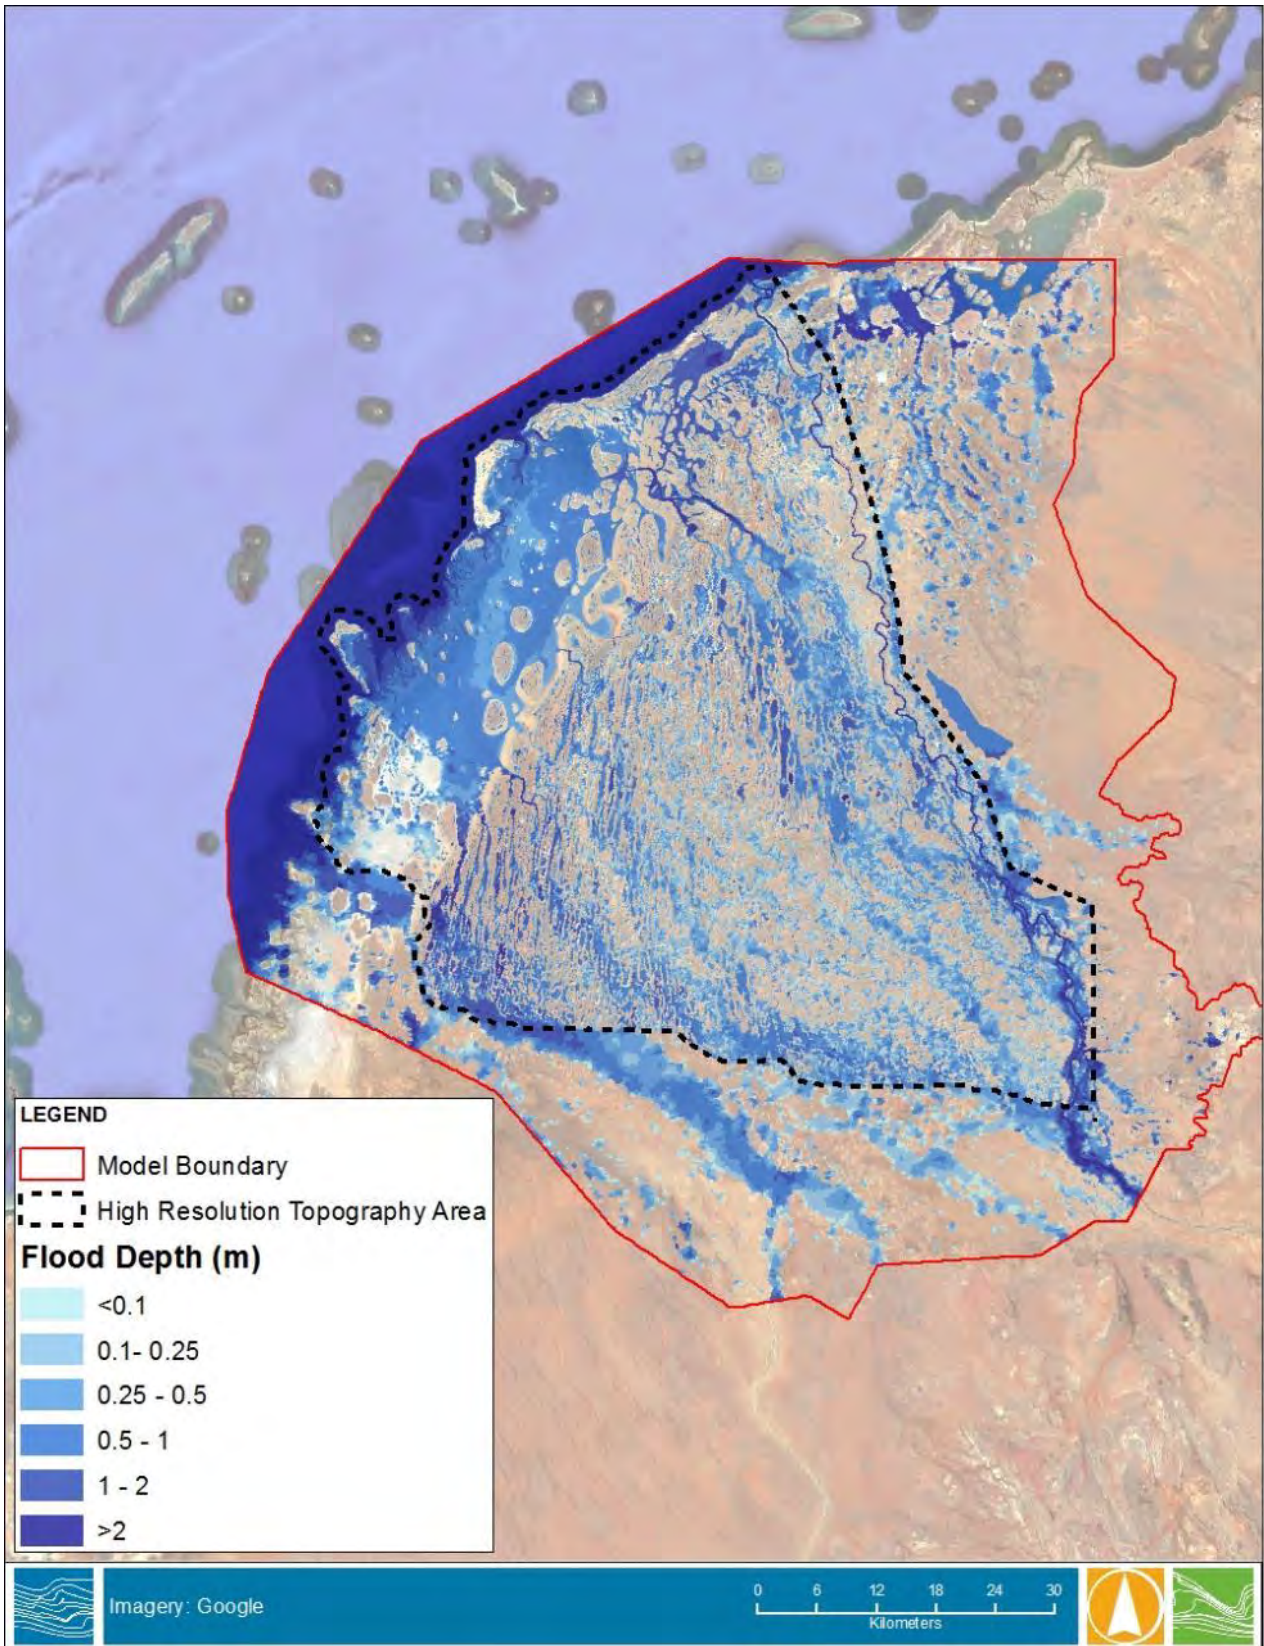 LEGEND
Model Boundary
High Resolution Topography Area
Flood Depth (m)
<0.1
0.1- 0.25
0.25 - 0.5
0.5 - 1
1 - 2
>2
Imagery: Google
0 6 12 18 24 30
Kilometers